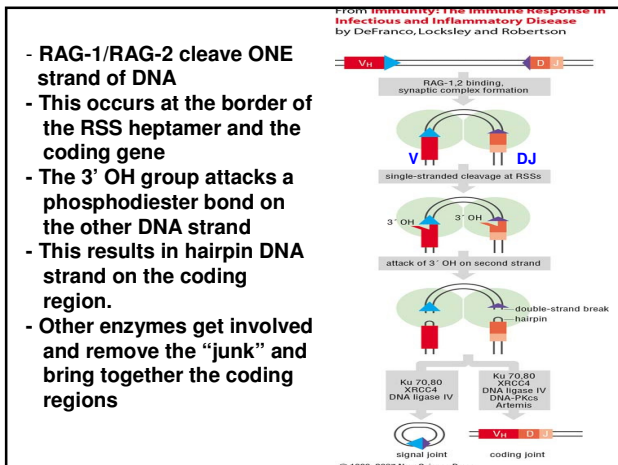 - RAG-1/RAG-2 cleave ONE
strand of DNA
- This occurs at the border of
the RSS heptamer and the
coding gene
- The 3' OH group attacks a
phosphodiester bond on
the other DNA strand
- This results in hairpin DNA
strand on the coding
region.
- Other enzymes get involved
and remove the “junk” and
bring together the coding
regions
From Immunity: The Immune Response in
Infectious and Inflammatory Disease
by DeFranco, Locksley and Robertson
VH D J
RAG-1,2 binding,
synaptic complex formation
V DJ
single-stranded cleavage at RSSs
3' OH 3' OH
attack of 3' OH on second strand
double-strand break
hairpin
Ku 70,80
XRCC4
DNA ligase IV
Ku 70,80
XRCC4
DNA ligase IV
DNA-PKcs
Artemis
signal joint
VH D J
coding joint